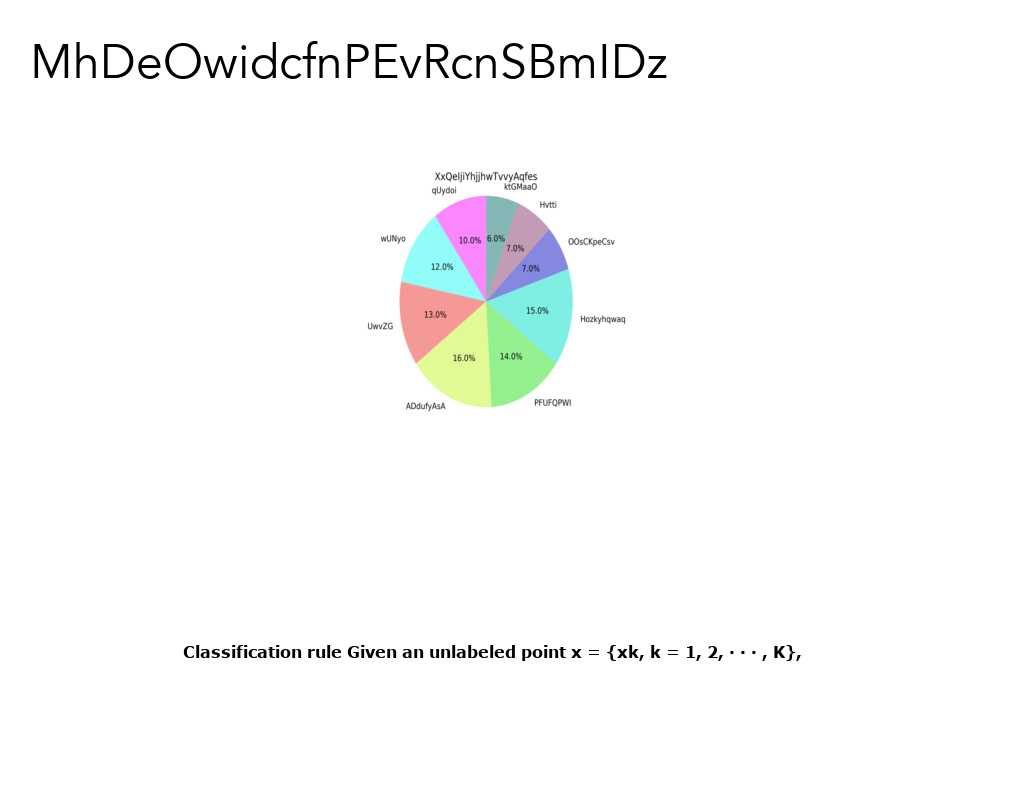 MhDeOwidcfnPEvRcnSBmIDz
XxQeIjiYhjjhwTvvyAqfes
ktGMaaO
qUydoi
Hvtti
wUNyo
OOsCKpeCsv
10.0%
6.0%
7.0%
12.0%
7.0%
13.0%
15.0%
UwvZG
Hozkyhqwaq
16.0%
14.0%
ADdufyAsA
PFUFQPWI
Classification rule Given an unlabeled point x = {xk, k = 1, 2, · · · , K},